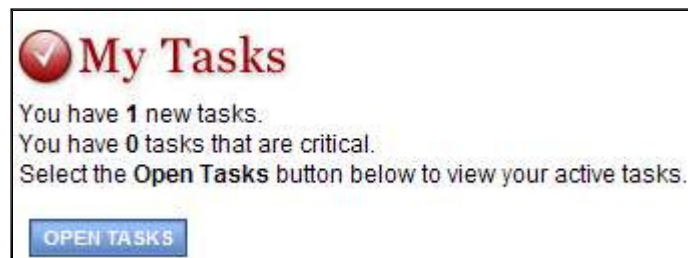 My Tasks
You have 1 new tasks.
You have 0 tasks that are critical.
Select the Open Tasks button below to view your active tasks.
OPEN TASKS